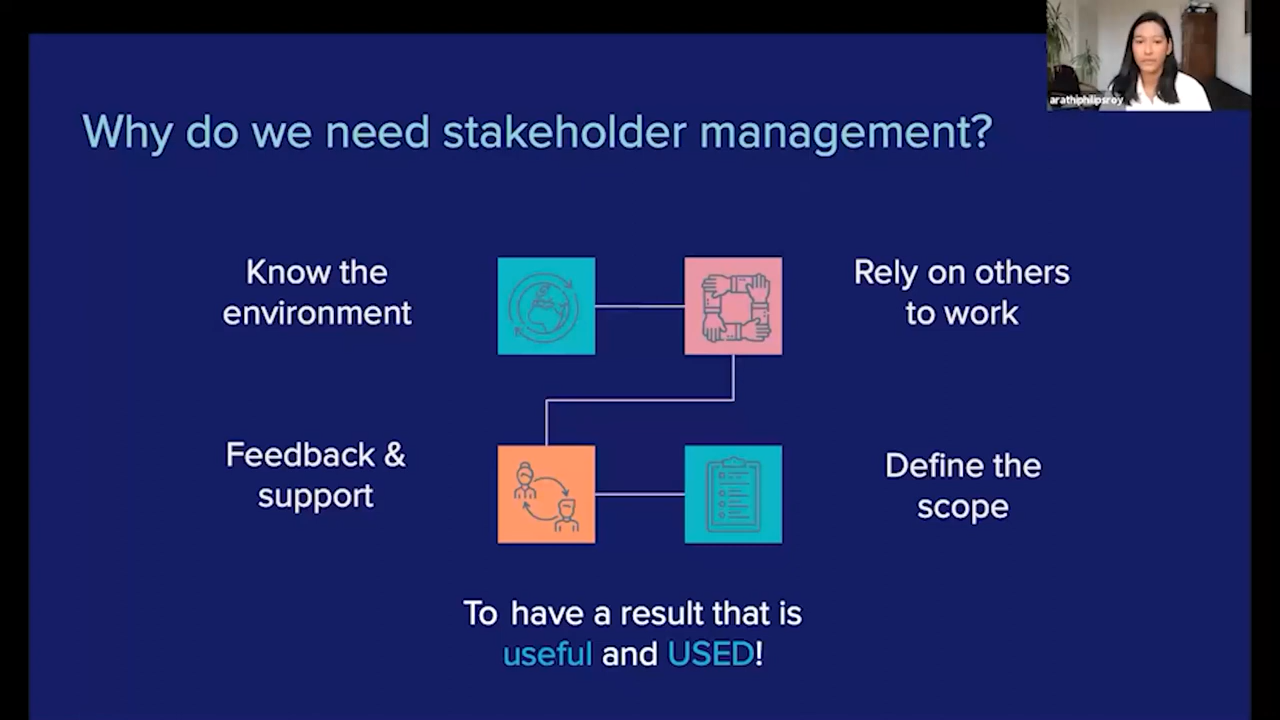 arathiphilipsroy
Why do we need stakeholder management?
Know the
environment
Rely on others
to work
Feedback &
support
Define the
scope
To have a result that is
useful and USED!